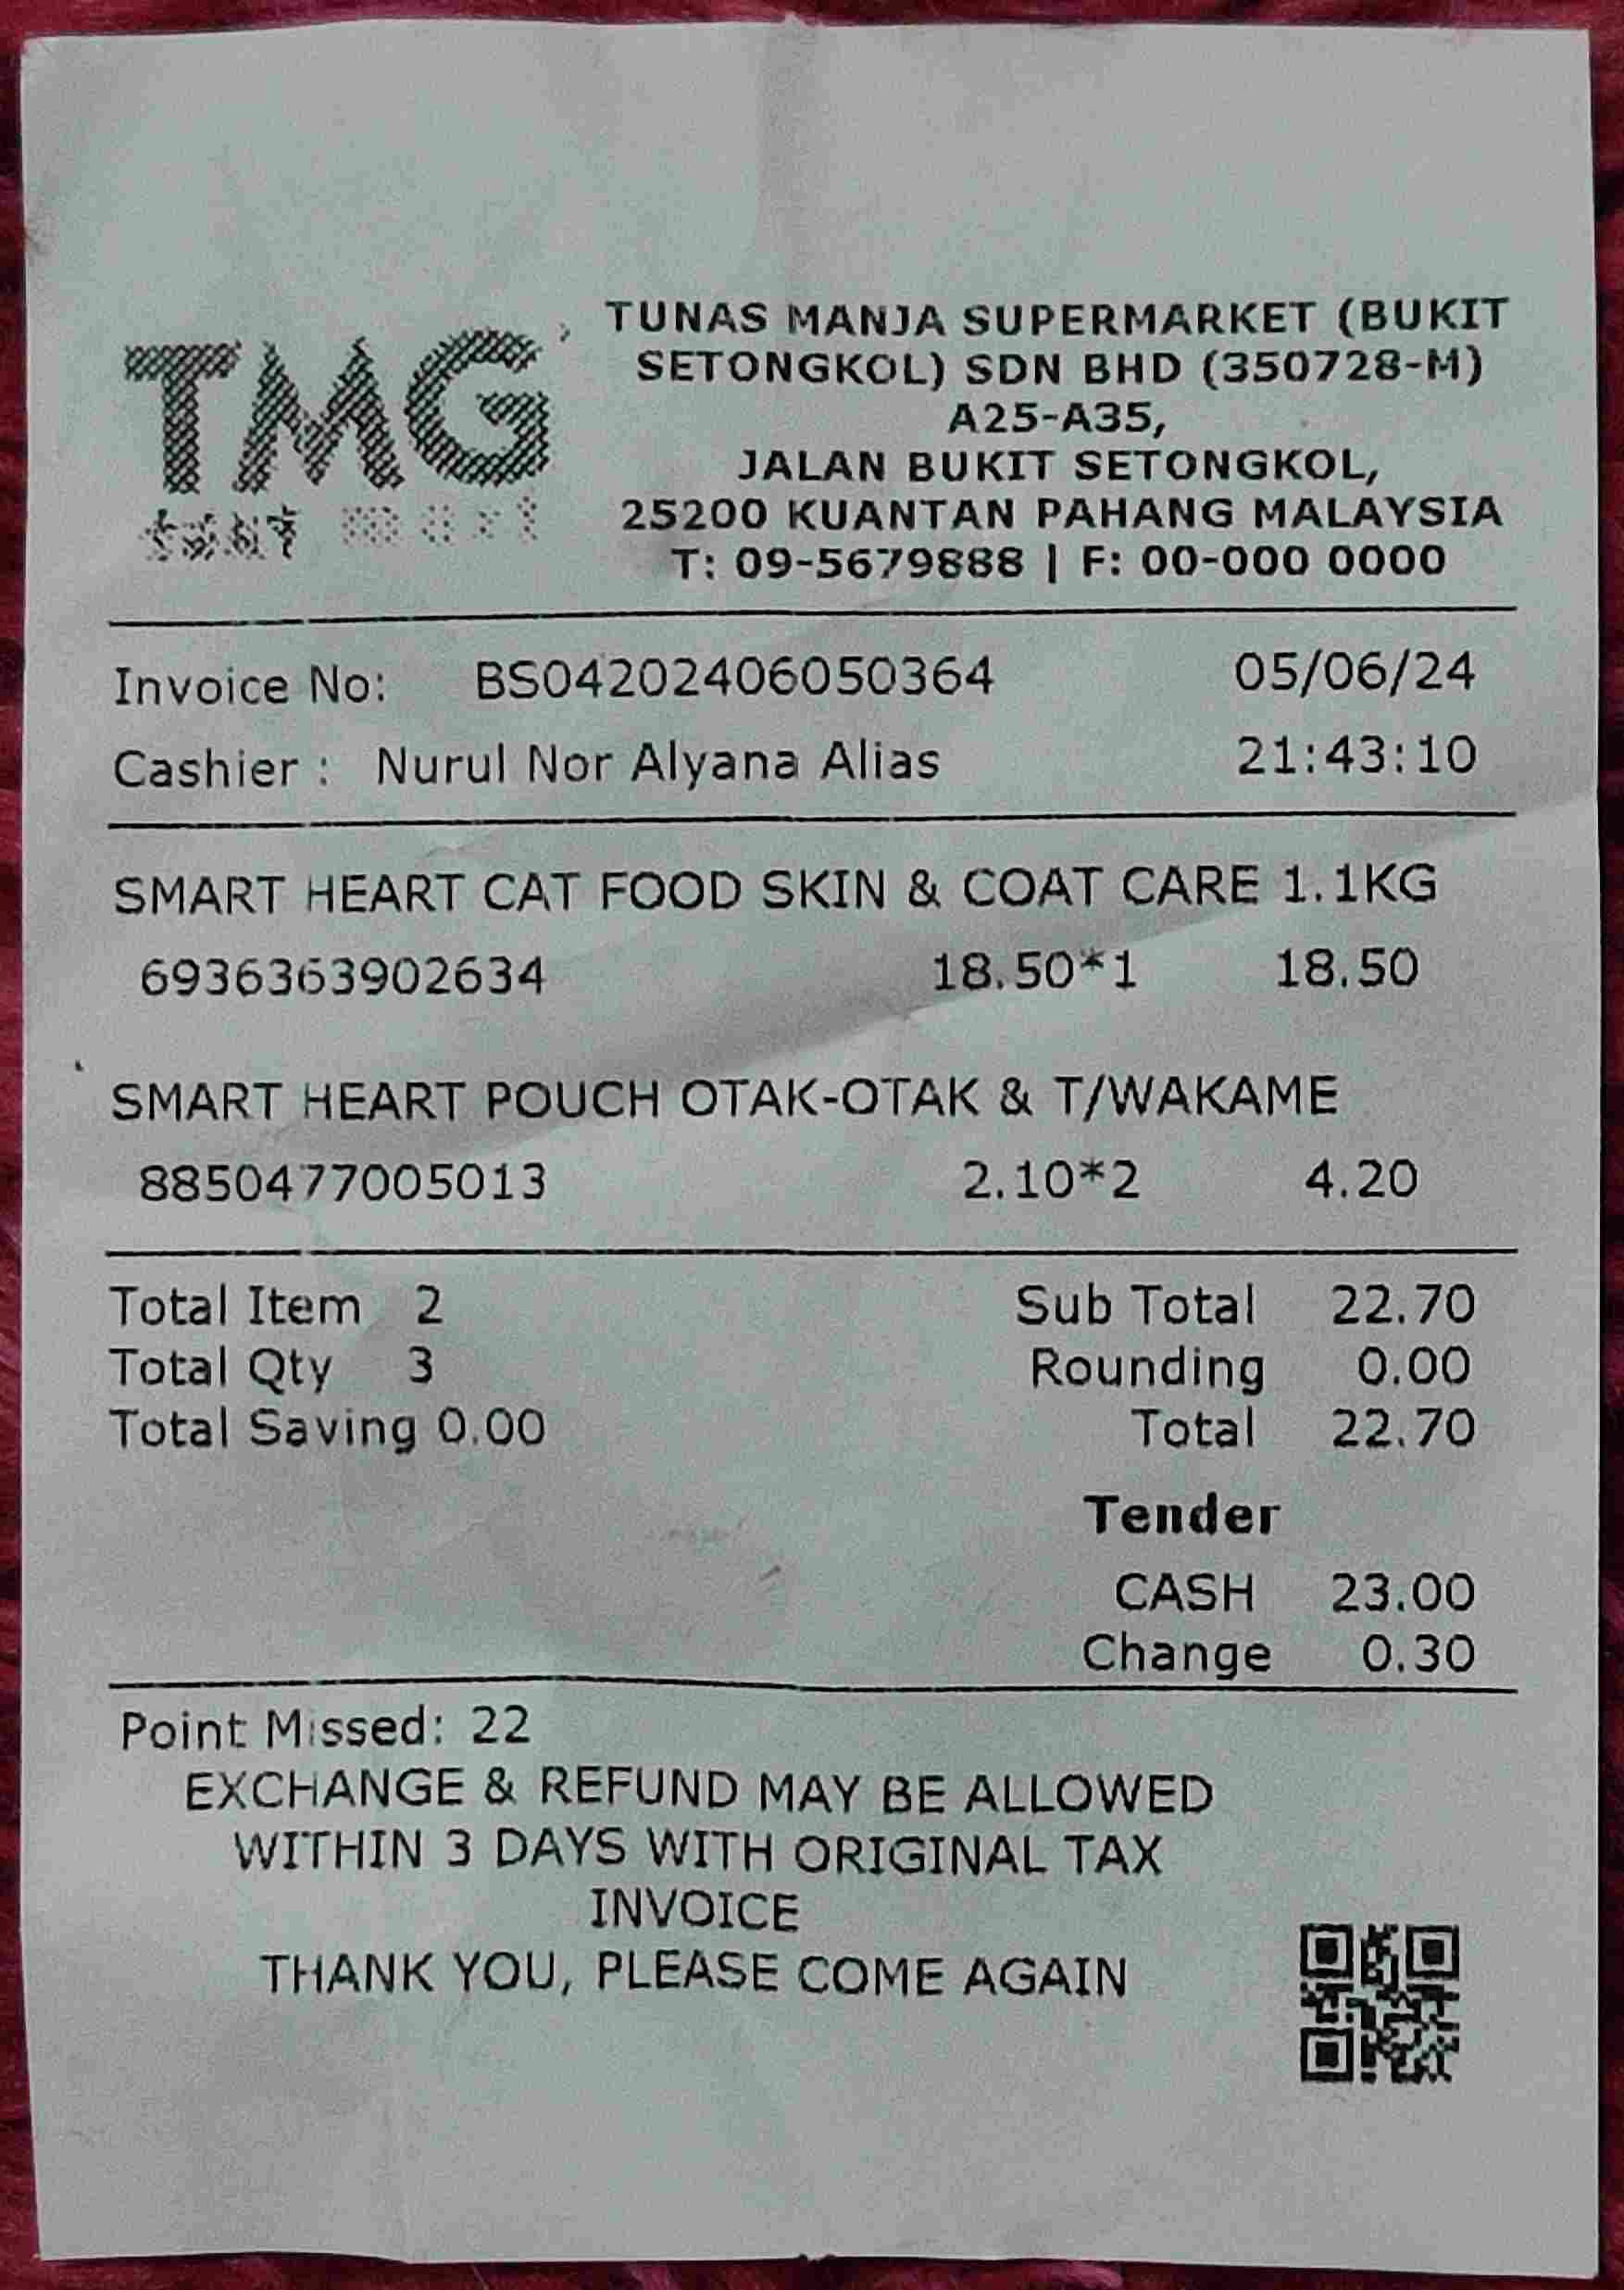 TMG
TUNAS MANJA SUPERMARKET (BUKIT
SETONGKOL) SDN BHD (350728-M)
A25-A35,
JALAN BUKIT SETONGKOL,
25200 KUANTAN PAHANG MALAYSIA
T: 09-5679888 | F: 00-000 0000
Invoice No: BS04202406050364 05/06/24
Cashier : Nurul Nor Alyana Alias 21:43:10
SMART HEART CAT FOOD SKIN & COAT CARE 1.1KG
6936363902634 18.50*1 18.50
SMART HEART POUCH OTAK-OTAK & T/WAKAME
8850477005013 2.10*2 4.20
Total Item 2 Sub Total 22.70
Total Qty 3 Rounding 0.00
Total Saving 0.00 Total 22.70
Tender
CASH 23.00
Change 0.30
Point Missed: 22
EXCHANGE & REFUND MAY BE ALLOWED
WITHIN 3 DAYS WITH ORIGINAL TAX
INVOICE
THANK YOU, PLEASE COME AGAIN